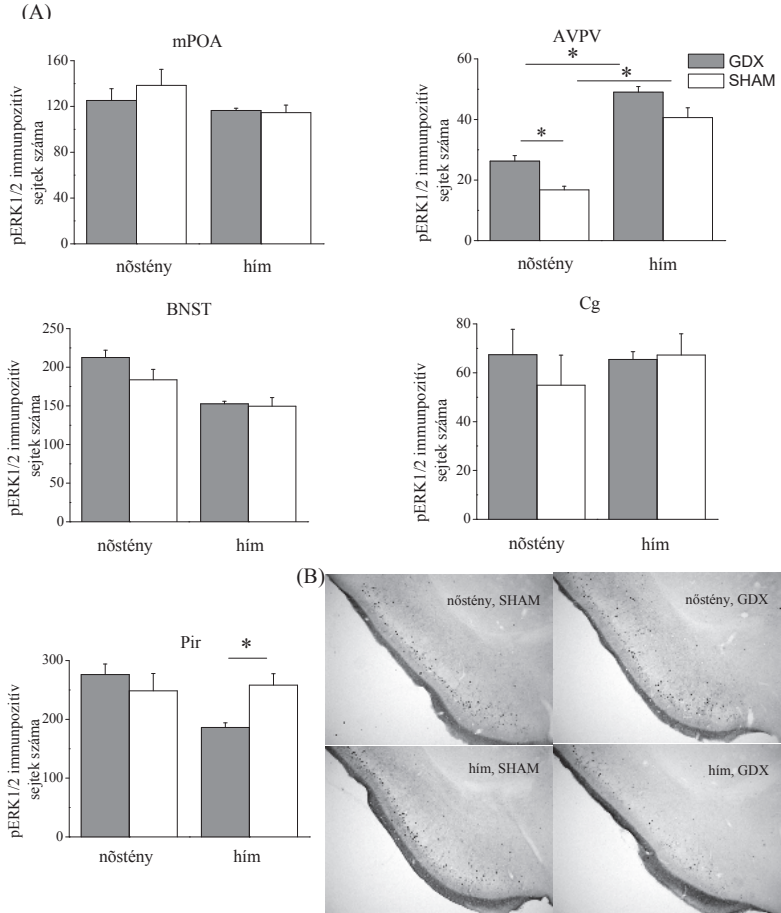 (A)
mPOA
160
120
80
40
0
pERK1/2 immunpozitív
sejtek száma
nõstény hím
AVPV
60
40
20
0
pERK1/2 immunpozitív
sejtek száma
* * *
GDX
SHAM
nõstény hím
BNST
250
200
150
100
50
0
pERK1/2 immunpozitív
sejtek száma
nõstény hím
Cg
80
60
40
20
0
pERK1/2 immunpozitív
sejtek száma
nõstény hím
Pir
300
200
100
0
pERK1/2 immunpozitív
sejtek száma
*
nõstény hím
(B)
nőstény, SHAM
nőstény, GDX
hím, SHAM
hím, GDX